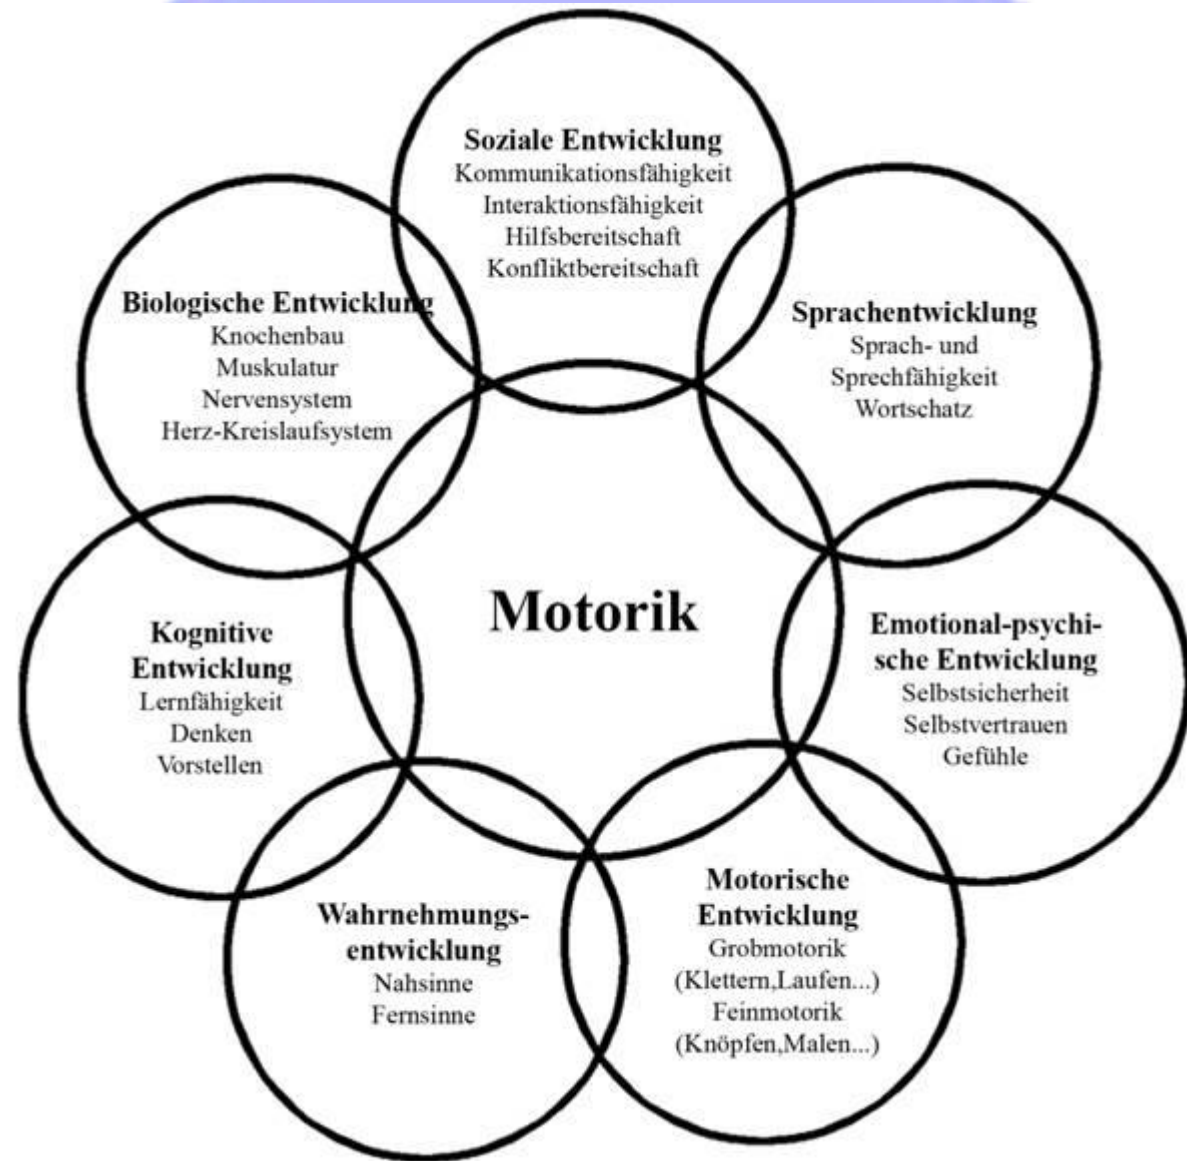 Soziale Entwicklung
Kommunikationsfähigkeit
Interaktionsfähigkeit
Hilfsbereitschaft
Konfliktbereitschaft
Biologische Entwicklung
Knochenbau
Muskulatur
Nervensystem
Herz-Kreislaufsystem
Sprachentwicklung
Sprach- und
Sprechfähigkeit
Wortschatz
Motorik
Kognitive
Entwicklung
Lernfähigkeit
Denken
Vorstellen
Emotional-psychi-
sche Entwicklung
Selbstsicherheit
Selbstvertrauen
Gefühle
Wahrnehmungs-
entwicklung
Nahsinne
Fernsinne
Motorische
Entwicklung
Grobmotorik
(Klettern,Laufen...)
Feinmotorik
(Knöpfen,Malen...)